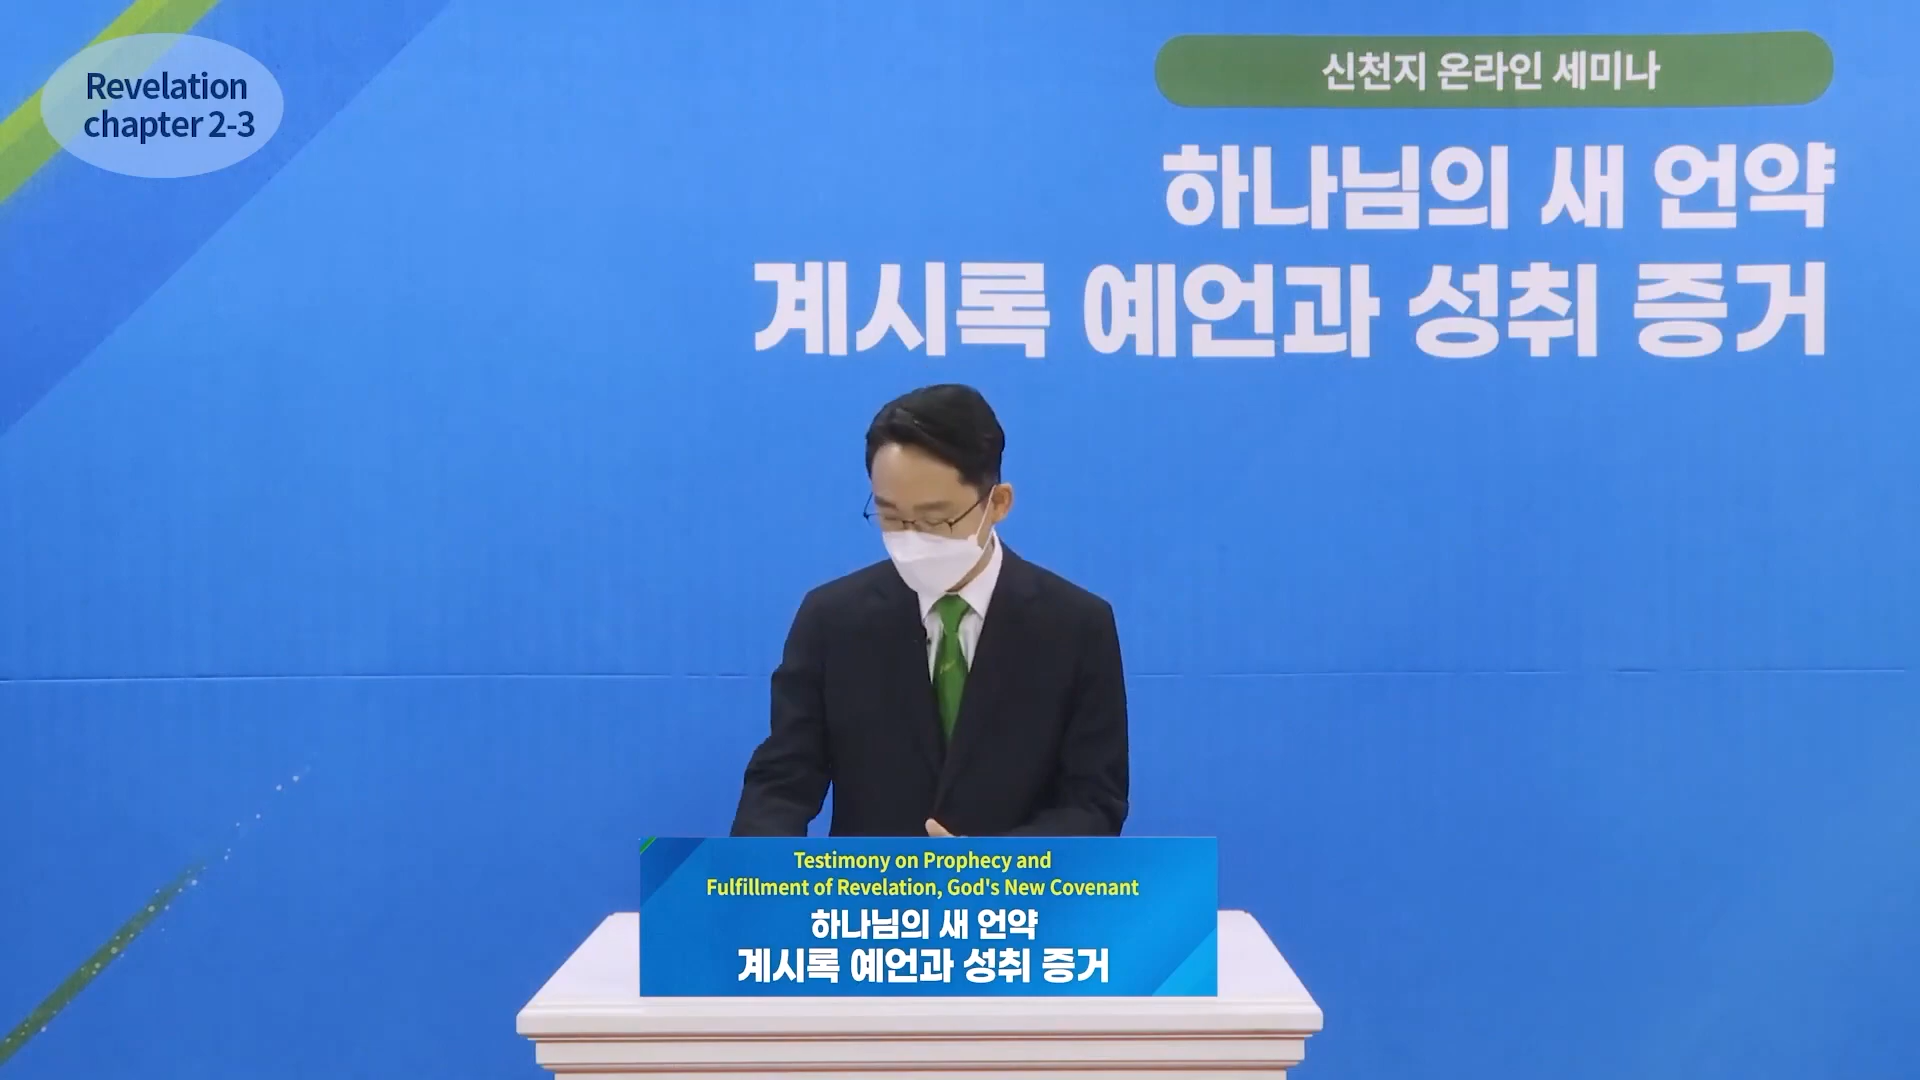 Revelation
chapter 2-3
신천지 온라인 세미나
하나님의 새 언약
계시록 예언과 성취 증거
Testimony on Prophecy and
Fulfillment of Revelation, God's New Covenant
하나님의 새 언약
계시록 예언과 성취 증거